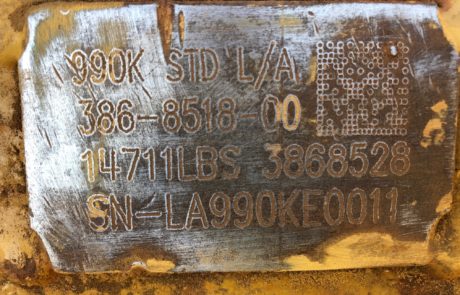 990K STD L/A
386-8518-00
14711LBS 3868528
SN-LA990KE0011